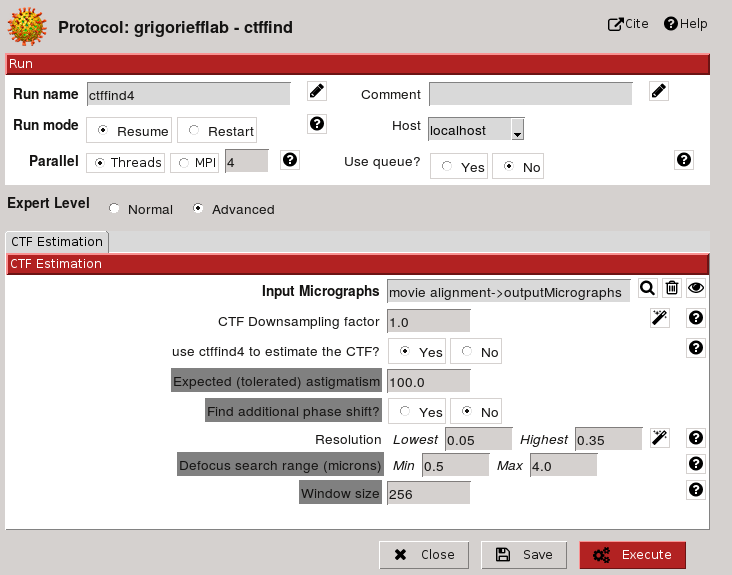 Protocol: grigoriefflab - ctffind Cite Help
Run
Run name ctffind4 Comment
Run mode Resume Restart Host localhost
Parallel Threads MPI 4 Use queue? Yes No
Expert Level Normal Advanced
CTF Estimation
CTF Estimation
Input Micrographs movie alignment->outputMicrographs
CTF Downsampling factor 1.0
use ctffind4 to estimate the CTF? Yes No
Expected (tolerated) astigmatism 100.0
Find additional phase shift? Yes No
Resolution Lowest 0.05 Highest 0.35
Defocus search range (microns) Min 0.5 Max 4.0
Window size 256
Close Save Execute